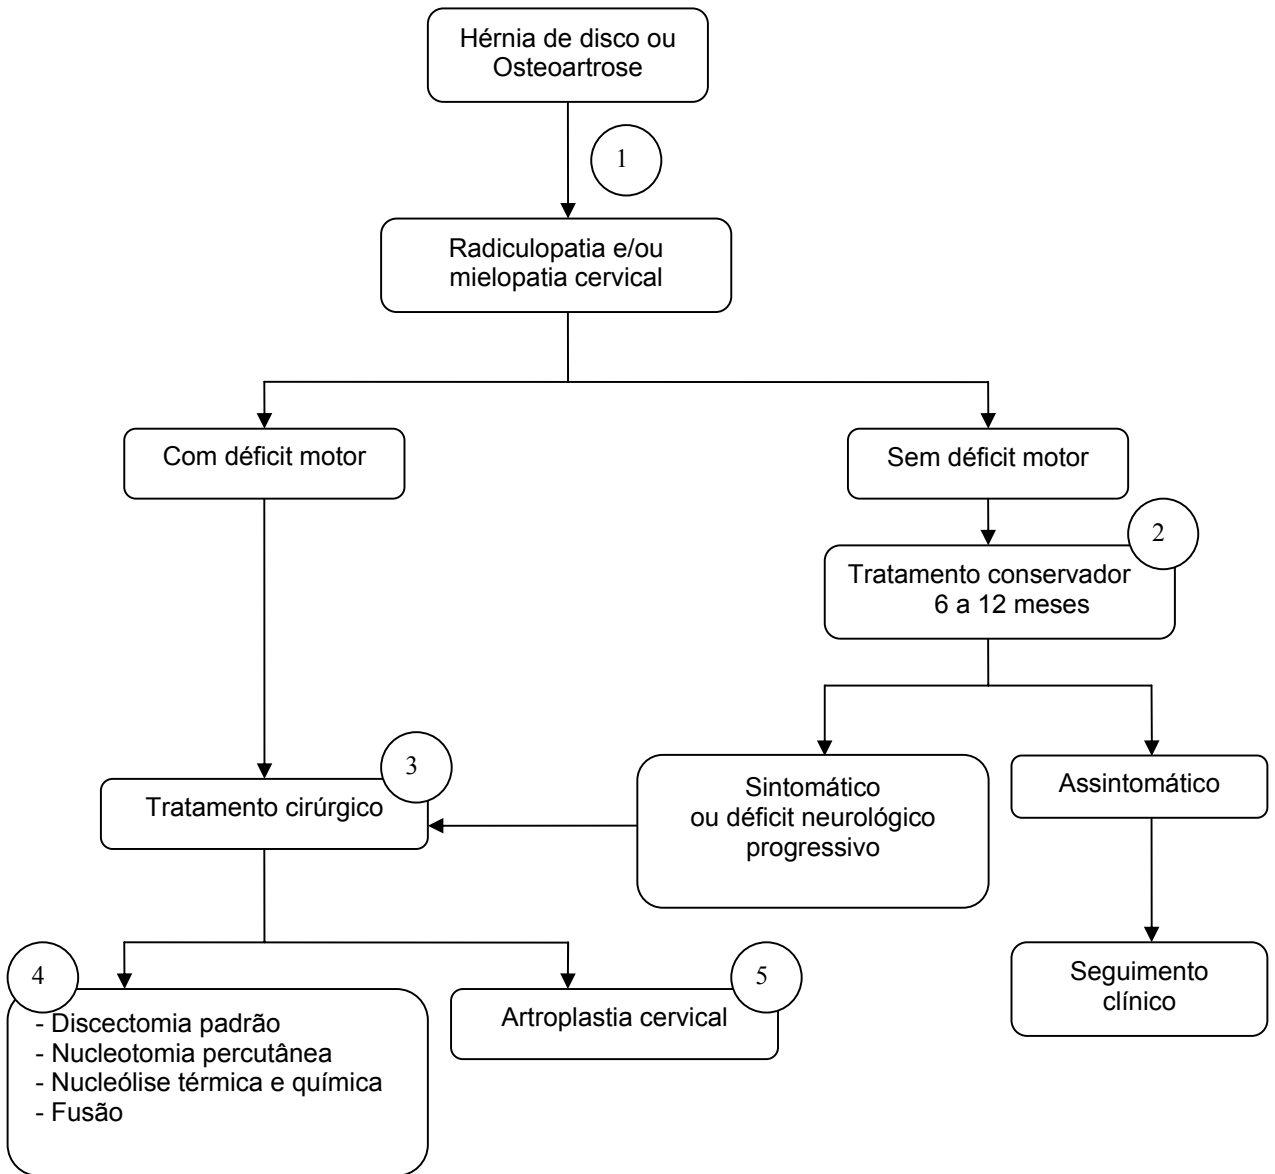 Hérnia de disco ou
Osteoartrose
1
Radiculopatia e/ou
mielopatia cervical
Com déficit motor
Sem déficit motor
2
Tratamento conservador
6 a 12 meses
3
Tratamento cirúrgico
Sintomático
ou déficit neurológico
progressivo
Assintomático
4
- Discectomia padrão
- Nucleotomia percutânea
- Nucleólise térmica e química
- Fusão
5
Artroplastia cervical
Seguimento
clínico